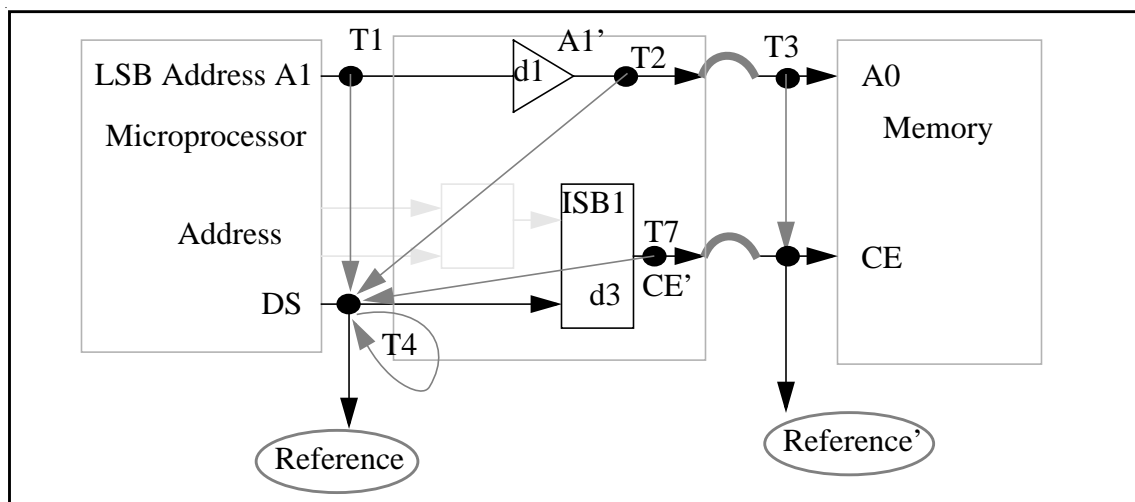 T1
A1’
T2
T3
LSB Address A1
d1
A0
Microprocessor
Memory
ISB1
Address
T7
CE
CE'
d3
DS
T4
Reference
Reference’